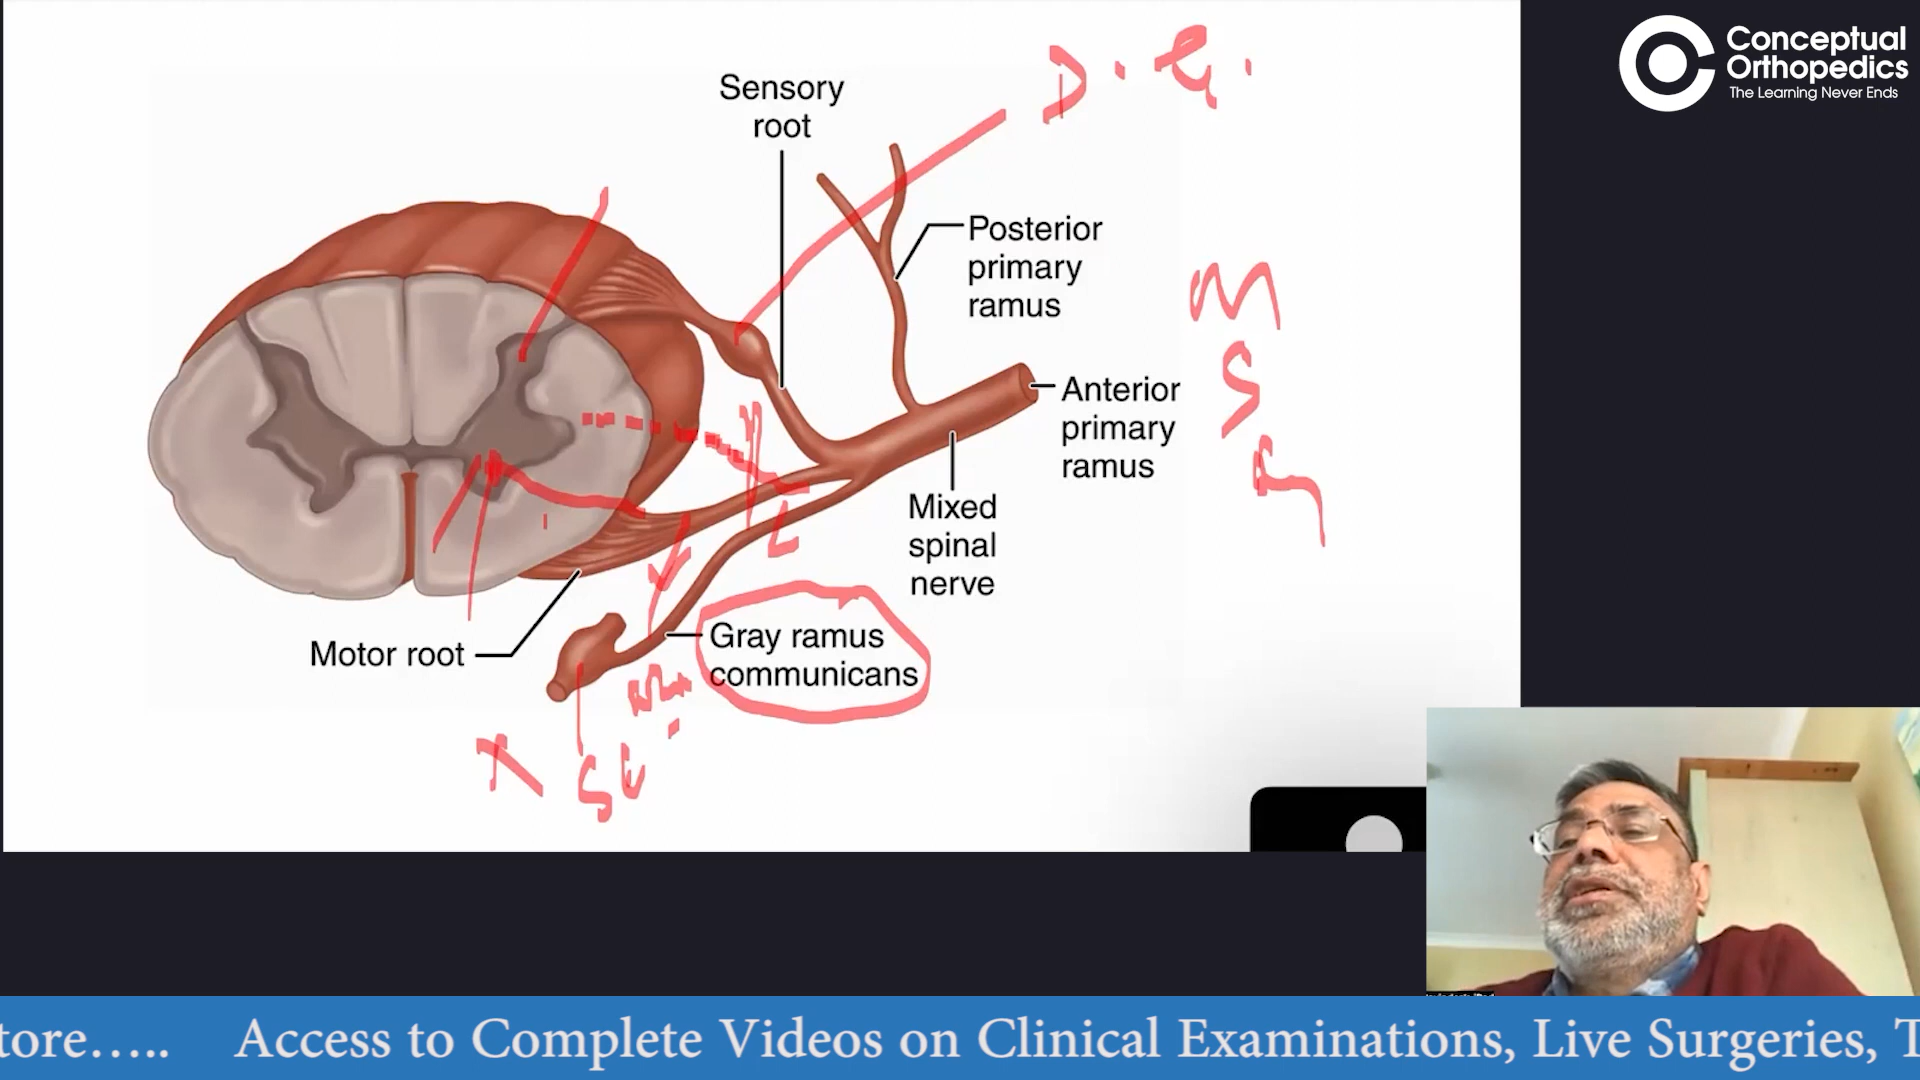 Conceptual
Orthopedics
The Learning Never Ends
D. G.
Sensory
root
Posterior
primary
ramus
M
S
Anterior
primary
ramus
Mixed
spinal
nerve
Motor root
Gray ramus
communicans
tore..... Access to Complete Videos on Clinical Examinations, Live Surgeries, T